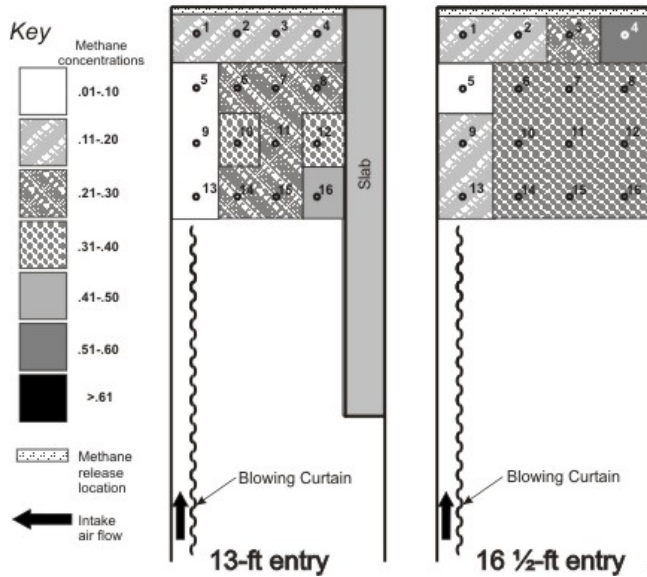 Key
Methane
concentrations
.01-.10
.11-.20
.21-.30
.31-.40
.41-.50
.51-.60
>.61
Methane
release
location
Intake
air flow
1 2 3 4
5 6 7 8
9 10 11 12
13 14 15 16
Slab
Blowing Curtain
13-ft entry
1 2 3 4
5 6 7 8
9 10 11 12
13 14 15 16
Blowing Curtain
16 ½-ft entry